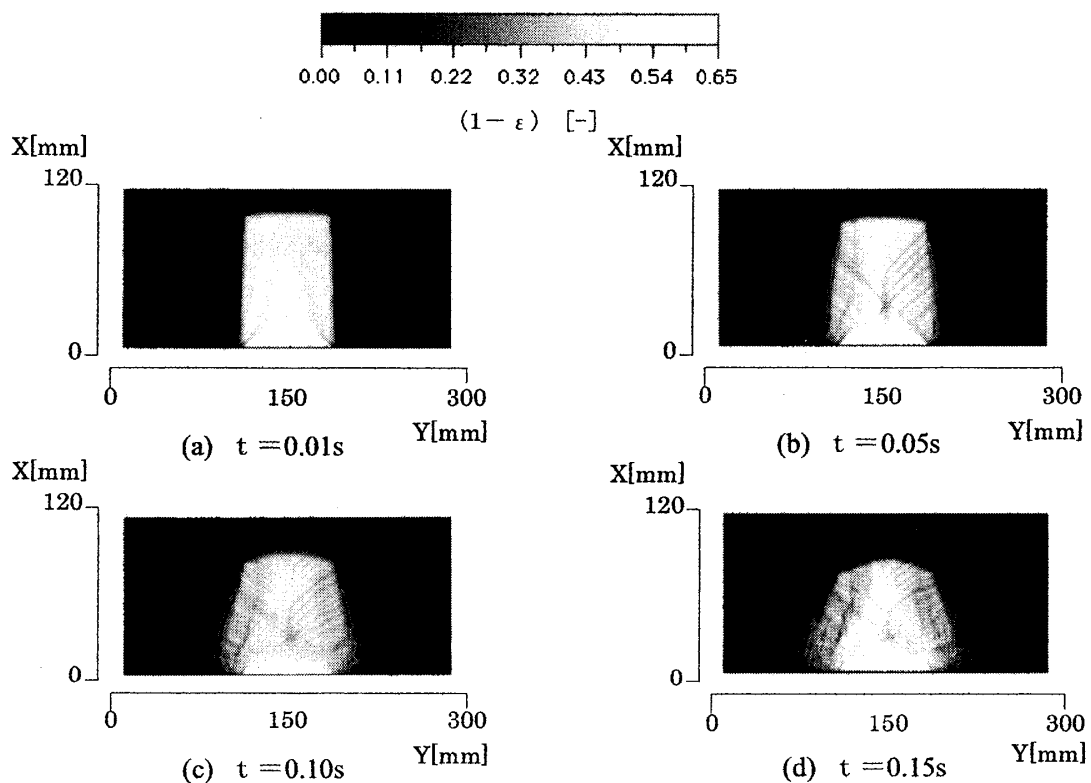 0.00 0.11 0.22 0.32 0.43 0.54 0.65
(1− ε) [-]
X[mm]
120
0
0 150 300
Y[mm]
(a) t =0.01s
X[mm]
120
0
0 150 300
Y[mm]
(b) t =0.05s
X[mm]
120
0
0 150 300
Y[mm]
(c) t =0.10s
X[mm]
120
0
0 150 300
Y[mm]
(d) t =0.15s